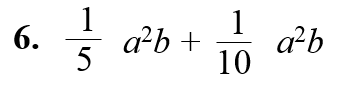 6. 1/5 a²b + 1/10 a²b